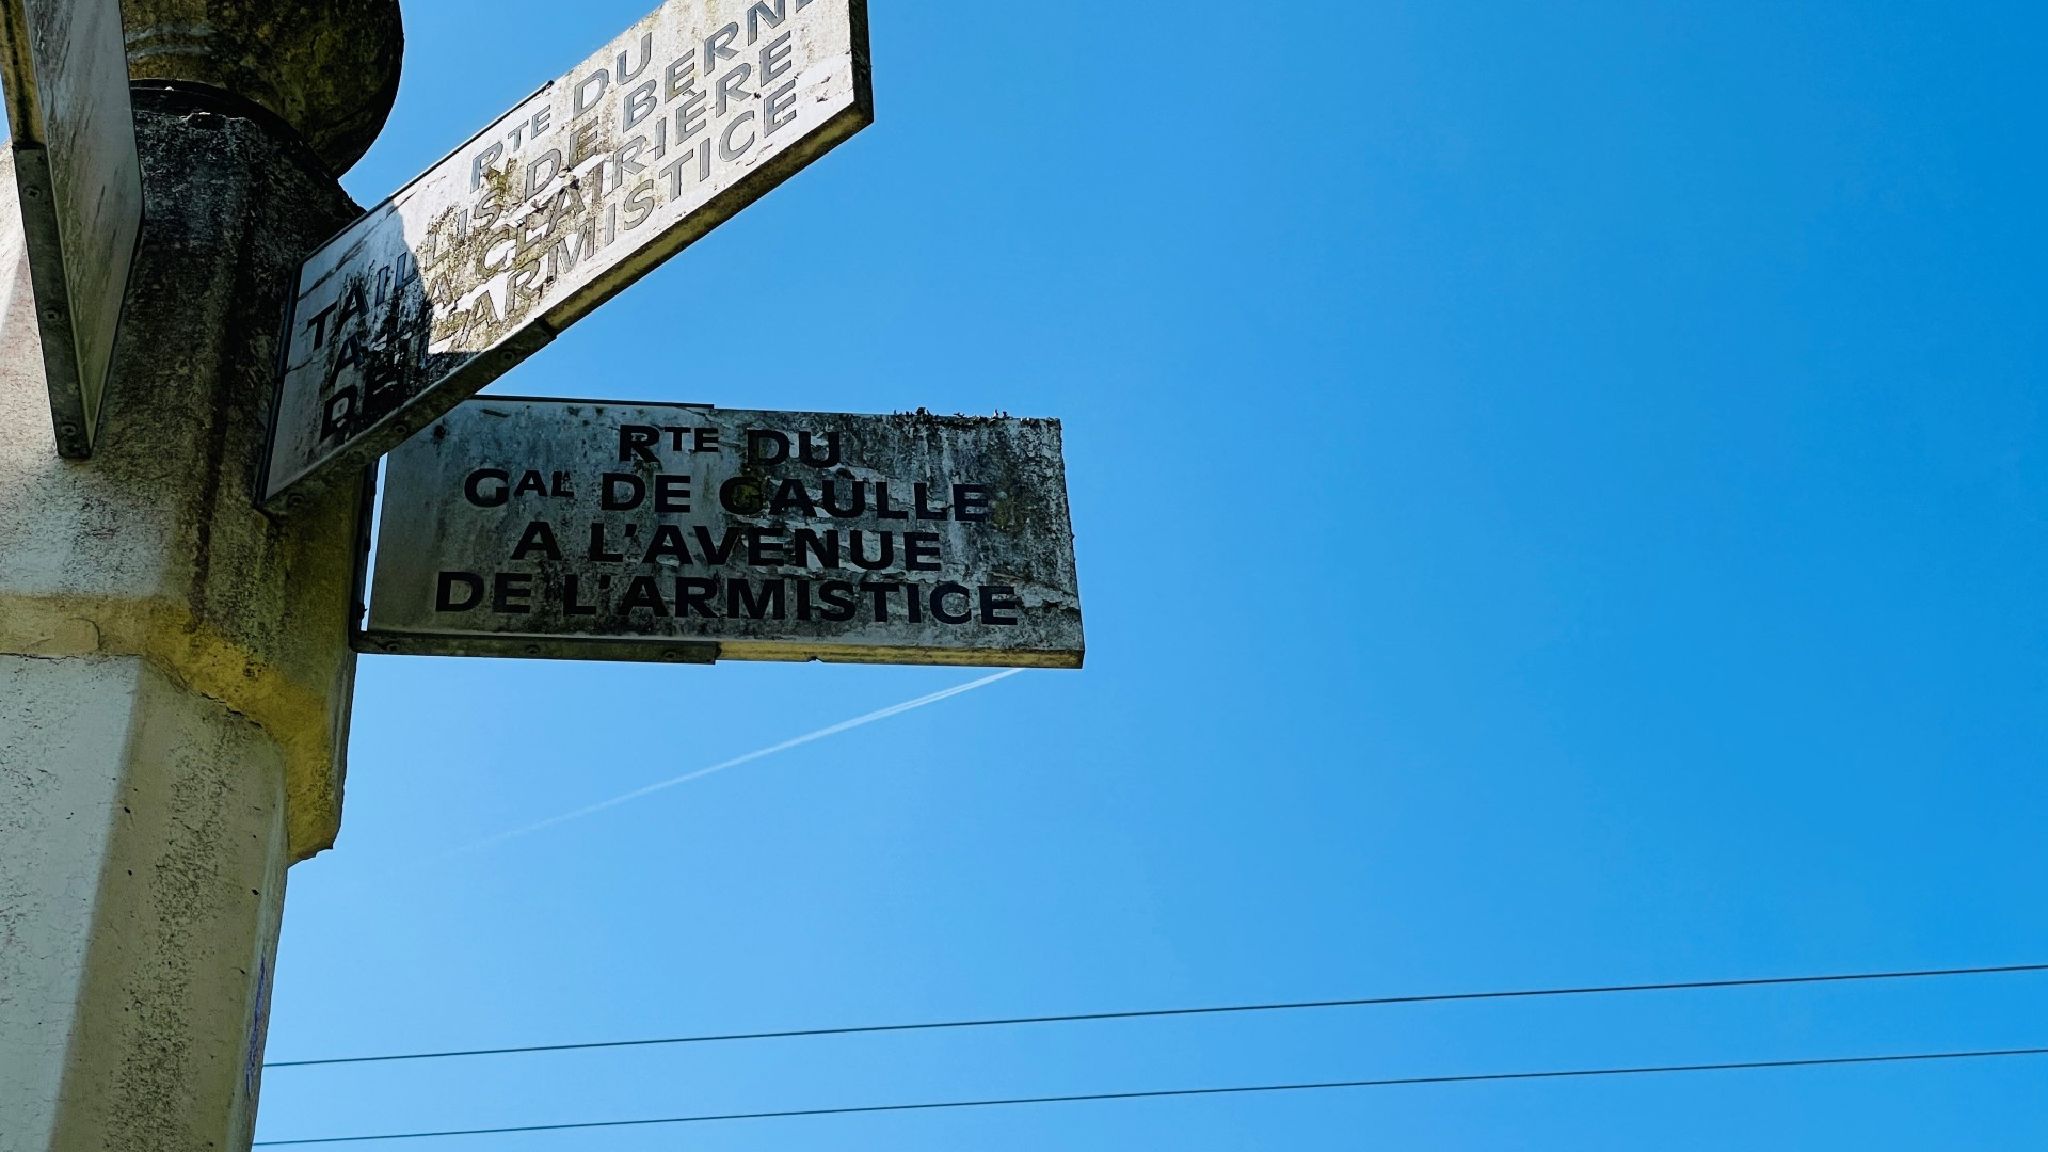 RTE DU
TAILLIS DE BERNE
A LA CLAIRIÈRE
DE L'ARMISTICE
RTE DU
GAL DE GAULLE
A L'AVENUE
DE L'ARMISTICE